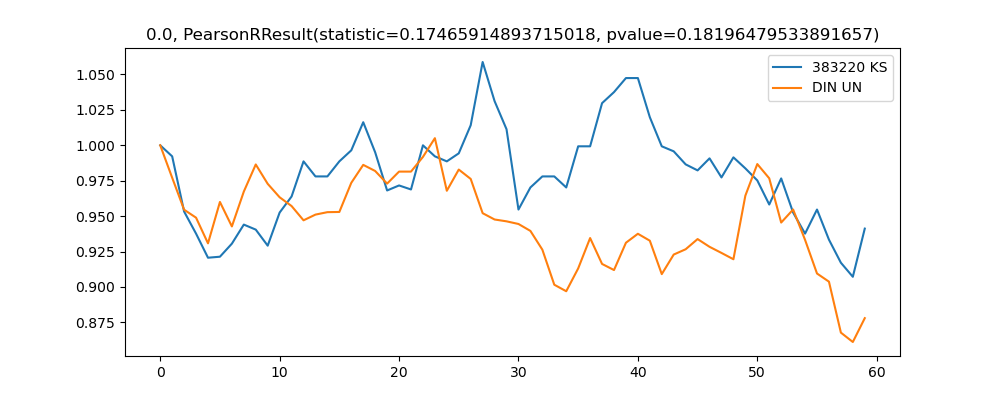 0.0, PearsonRResult(statistic=0.17465914893715018, pvalue=0.18196479533891657)
383220 KS
DIN UN
1.050
1.025
1.000
0.975
0.950
0.925
0.900
0.875
0 10 20 30 40 50 60